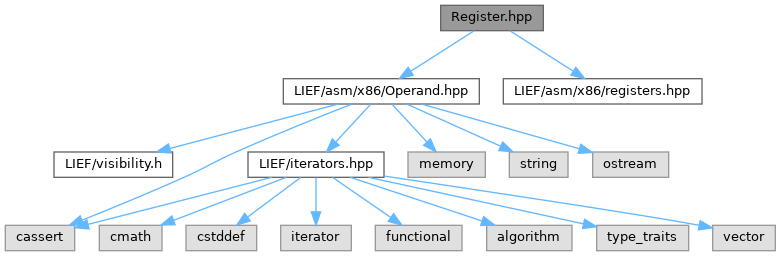 Register.hpp
LIEF/asm/x86/Operand.hpp
LIEF/asm/x86/registers.hpp
LIEF/visibility.h
LIEF/iterators.hpp
memory
string
ostream
cassert
cmath
cstddef
iterator
functional
algorithm
type_traits
vector